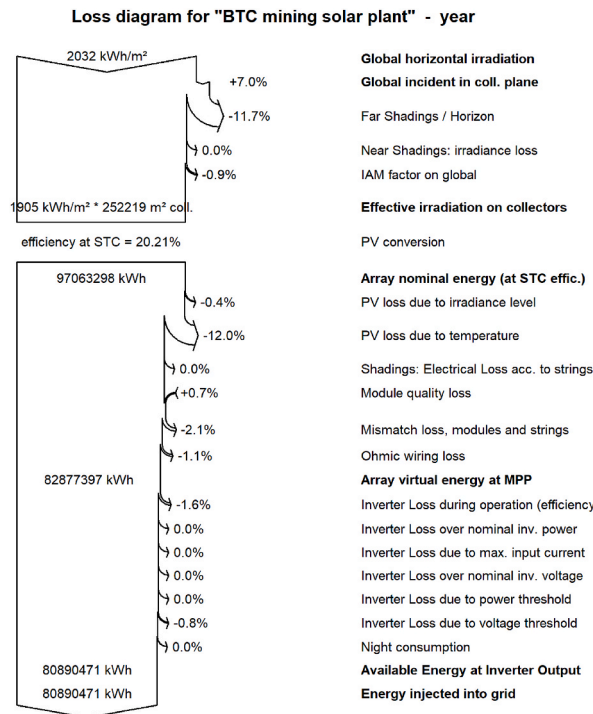 Loss diagram for "BTC mining solar plant" - year
2032 kWh/m² Global horizontal irradiation
+7.0% Global incident in coll. plane
-11.7% Far Shadings / Horizon
0.0% Near Shadings: irradiance loss
-0.9% IAM factor on global
1905 kWh/m² * 252219 m² coll. Effective irradiation on collectors
efficiency at STC = 20.21% PV conversion
97063298 kWh Array nominal energy (at STC effic.)
-0.4% PV loss due to irradiance level
-12.0% PV loss due to temperature
0.0% Shadings: Electrical Loss acc. to strings
+0.7% Module quality loss
-2.1% Mismatch loss, modules and strings
-1.1% Ohmic wiring loss
82877397 kWh Array virtual energy at MPP
-1.6% Inverter Loss during operation (efficiency
0.0% Inverter Loss over nominal inv. power
0.0% Inverter Loss due to max. input current
0.0% Inverter Loss over nominal inv. voltage
0.0% Inverter Loss due to power threshold
-0.8% Inverter Loss due to voltage threshold
0.0% Night consumption
80890471 kWh Available Energy at Inverter Output
80890471 kWh Energy injected into grid